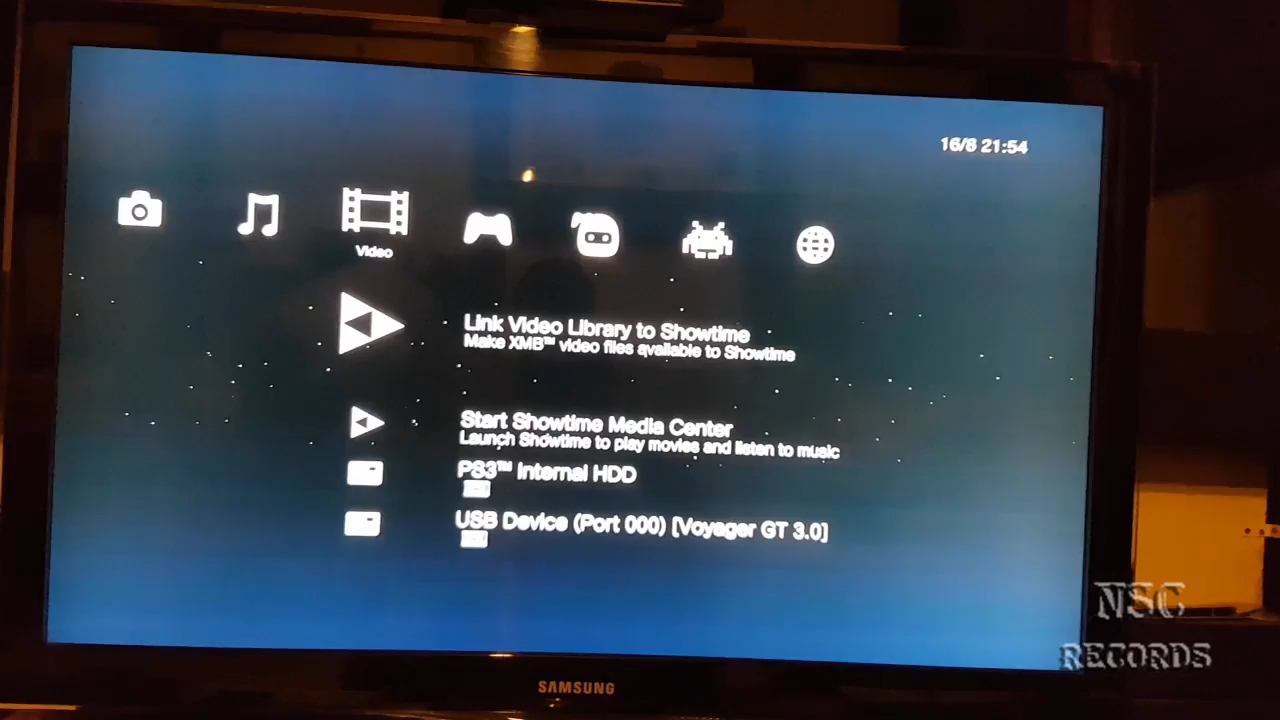 16/8 21:54
Video
Link Video Library to Showtime
Make XMB™ video files available to Showtime
Start Showtime Media Center
Launch Showtime to play movies and listen to music
PS3™ Internal HDD
USB Device (Port 000) [Voyager GT 3.0]
SAMSUNG
NSC
RECORDS